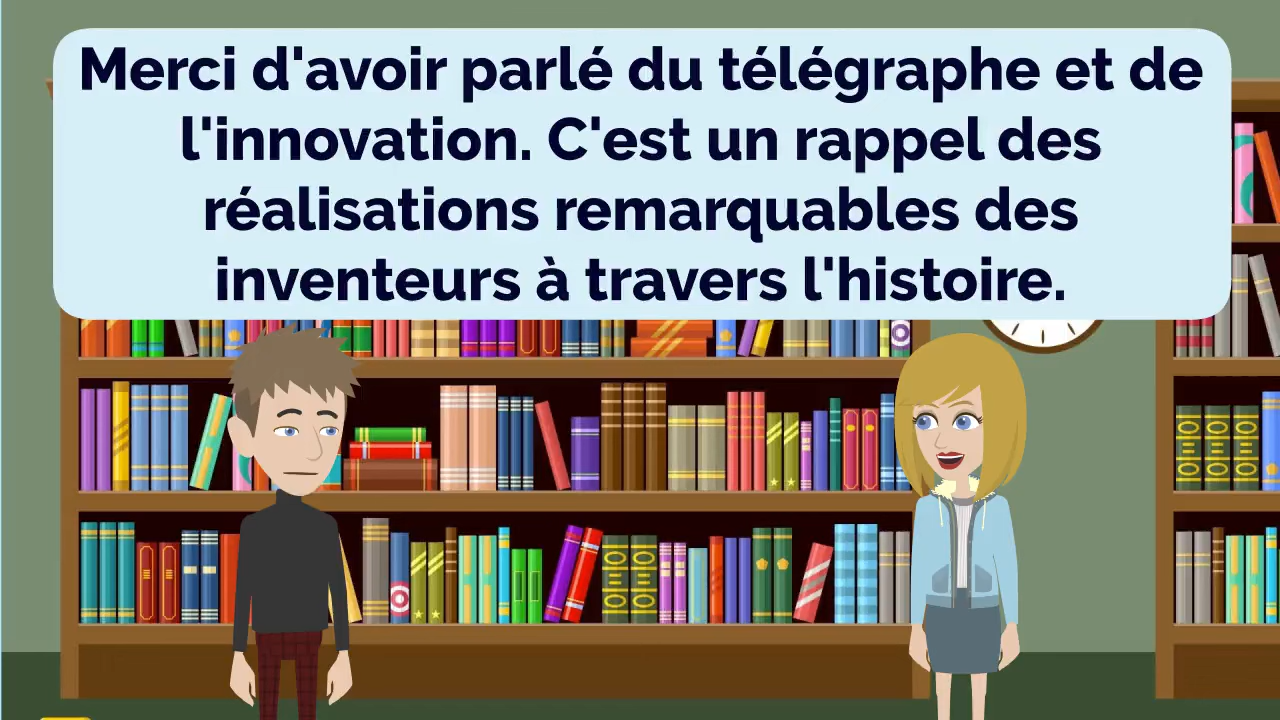 Merci d'avoir parlé du télégraphe et de
l'innovation. C'est un rappel des
réalisations remarquables des
inventeurs à travers l'histoire.